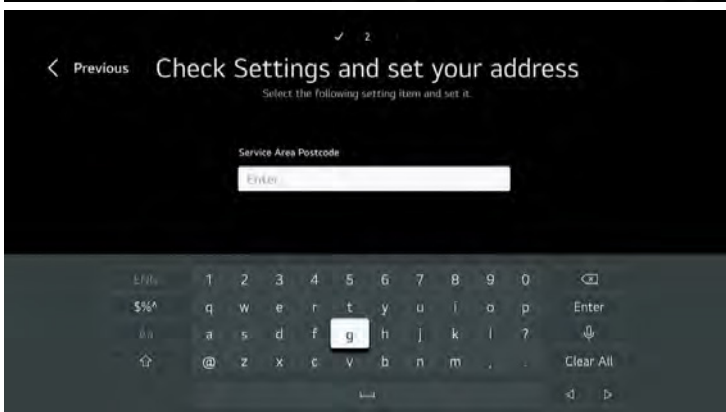 2
Previous
Check Settings and set your address
Select the following setting item and set it.
Service Area Postcode
Enter
ENG 1 2 3 4 5 6 7 8 9 0
$%^ q w e r t y u i o p Enter
a s d f g h j k l ?
@ z x c v b n m , .
Clear All